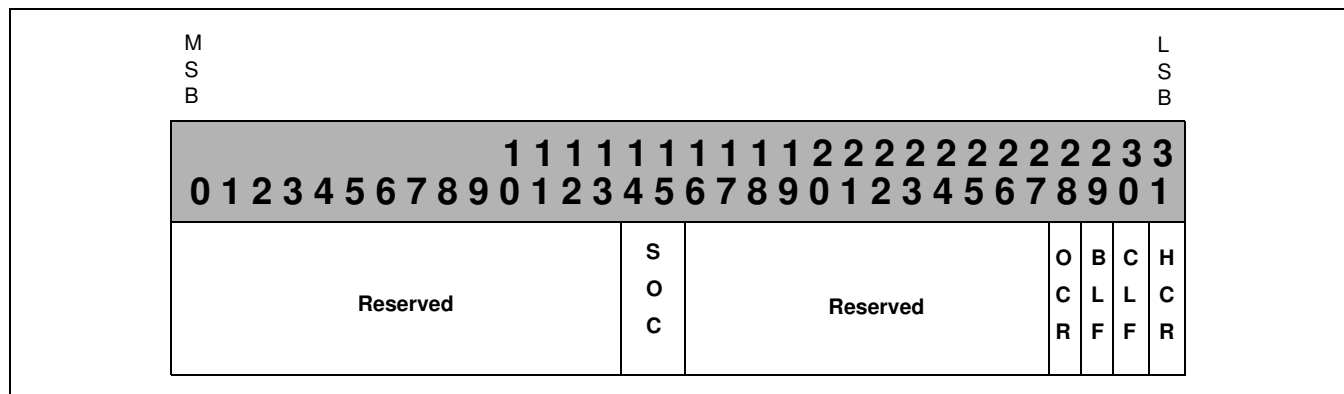 M L
S S
B B
1 1 1 1 1 1 1 1 1 1 2 2 2 2 2 2 2 2 2 2 3 3
0 1 2 3 4 5 6 7 8 9 0 1 2 3 4 5 6 7 8 9 0 1 2 3 4 5 6 7 8 9 0 1
Reserved
S
O
C
Reserved
O
C
R
B
L
F
C
L
F
H
C
R